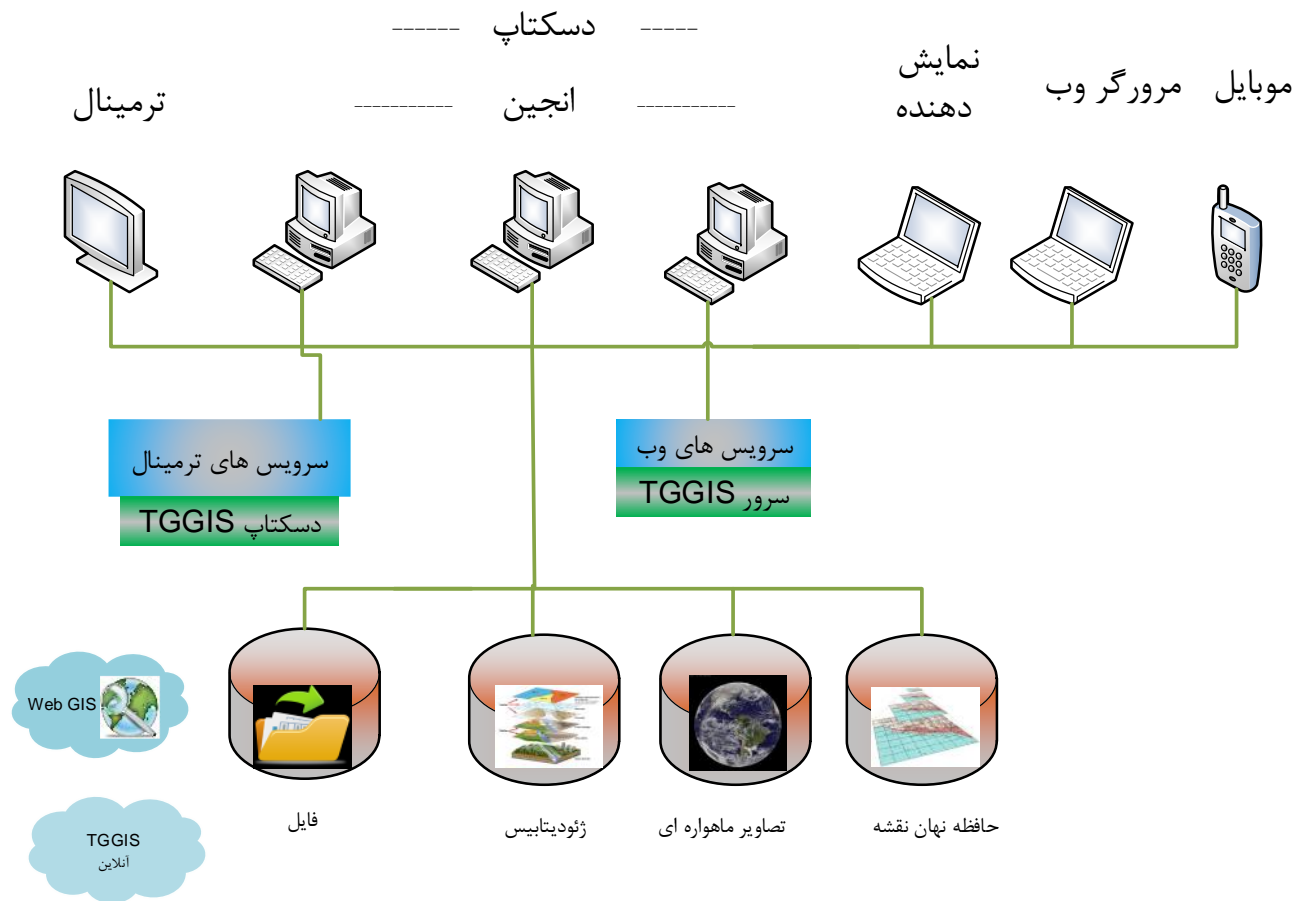 ------ دسکتاپ -----
نمایش
دهنده
موبایل
مرورگر وب
----------- انجین -----------
ترمینال
سرویس های وب
سرور TGGIS
سرویس های ترمینال
دسکتاپ TGGIS
Web GIS
حافظه نهان نقشه
تصاویر ماهواره ای
ژئودیتابیس
فایل
TGGIS
آنلاین